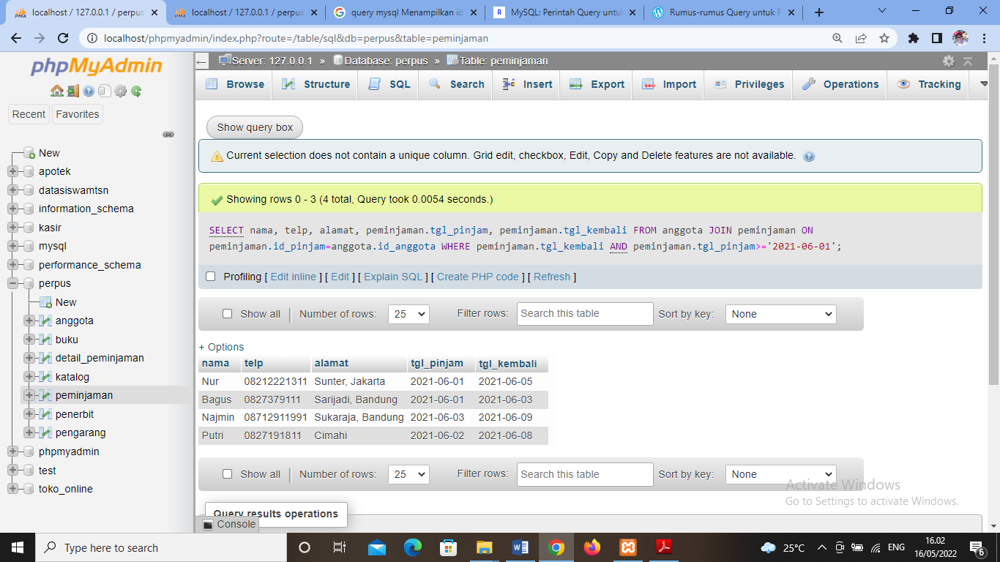 localhost / 127.0.0.1 / perpus
localhost / 127.0.0.1 / perpus
query mysql Menampilkan id
MySQL: Perintah Query untu
Rumus-rumus Query untuk P
localhost/phpmyadmin/index.php?route=/table/sql&db=perpus&table=peminjaman
phpMyAdmin
Recent
Favorites
New
apotek
datasiswamtsn
information_schema
kasir
mysql
performance_schema
perpus
New
anggota
buku
detail_peminjaman
katalog
peminjaman
penerbit
pengarang
phpmyadmin
test
toko_online
Server: 127.0.0.1 » Database: perpus » Table: peminjaman
Browse Structure SQL Search Insert Export Import Privileges Operations Tracking
Show query box
Current selection does not contain a unique column. Grid edit, checkbox, Edit, Copy and Delete features are not available.
Showing rows 0 - 3 (4 total, Query took 0.0054 seconds.)
SELECT nama, telp, alamat, peminjaman.tgl_pinjam, peminjaman.tgl_kembali FROM anggota JOIN peminjaman ON
peminjaman.id_pinjam=anggota.id_anggota WHERE peminjaman.tgl_kembali AND peminjaman.tgl_pinjam>='2021-06-01';
Profiling [ Edit inline ] [ Edit ] [ Explain SQL ] [ Create PHP code ] [ Refresh ]
Show all | Number of rows: 25 Filter rows: Search this table Sort by key: None
+ Options
nama telp alamat tgl_pinjam tgl_kembali
Nur 08212221311 Sunter, Jakarta 2021-06-01 2021-06-05
Bagus 0827379111 Sarijadi, Bandung 2021-06-01 2021-06-03
Najmin 08712911991 Sukaraja, Bandung 2021-06-03 2021-06-09
Putri 0827191811 Cimahi 2021-06-02 2021-06-08
Show all | Number of rows: 25 Filter rows: Search this table Sort by key: None
Activate Windows
Go to Settings to activate Windows.
Query results operations
Console
Type here to search
25°C
ENG
16.02
16/05/2022
6